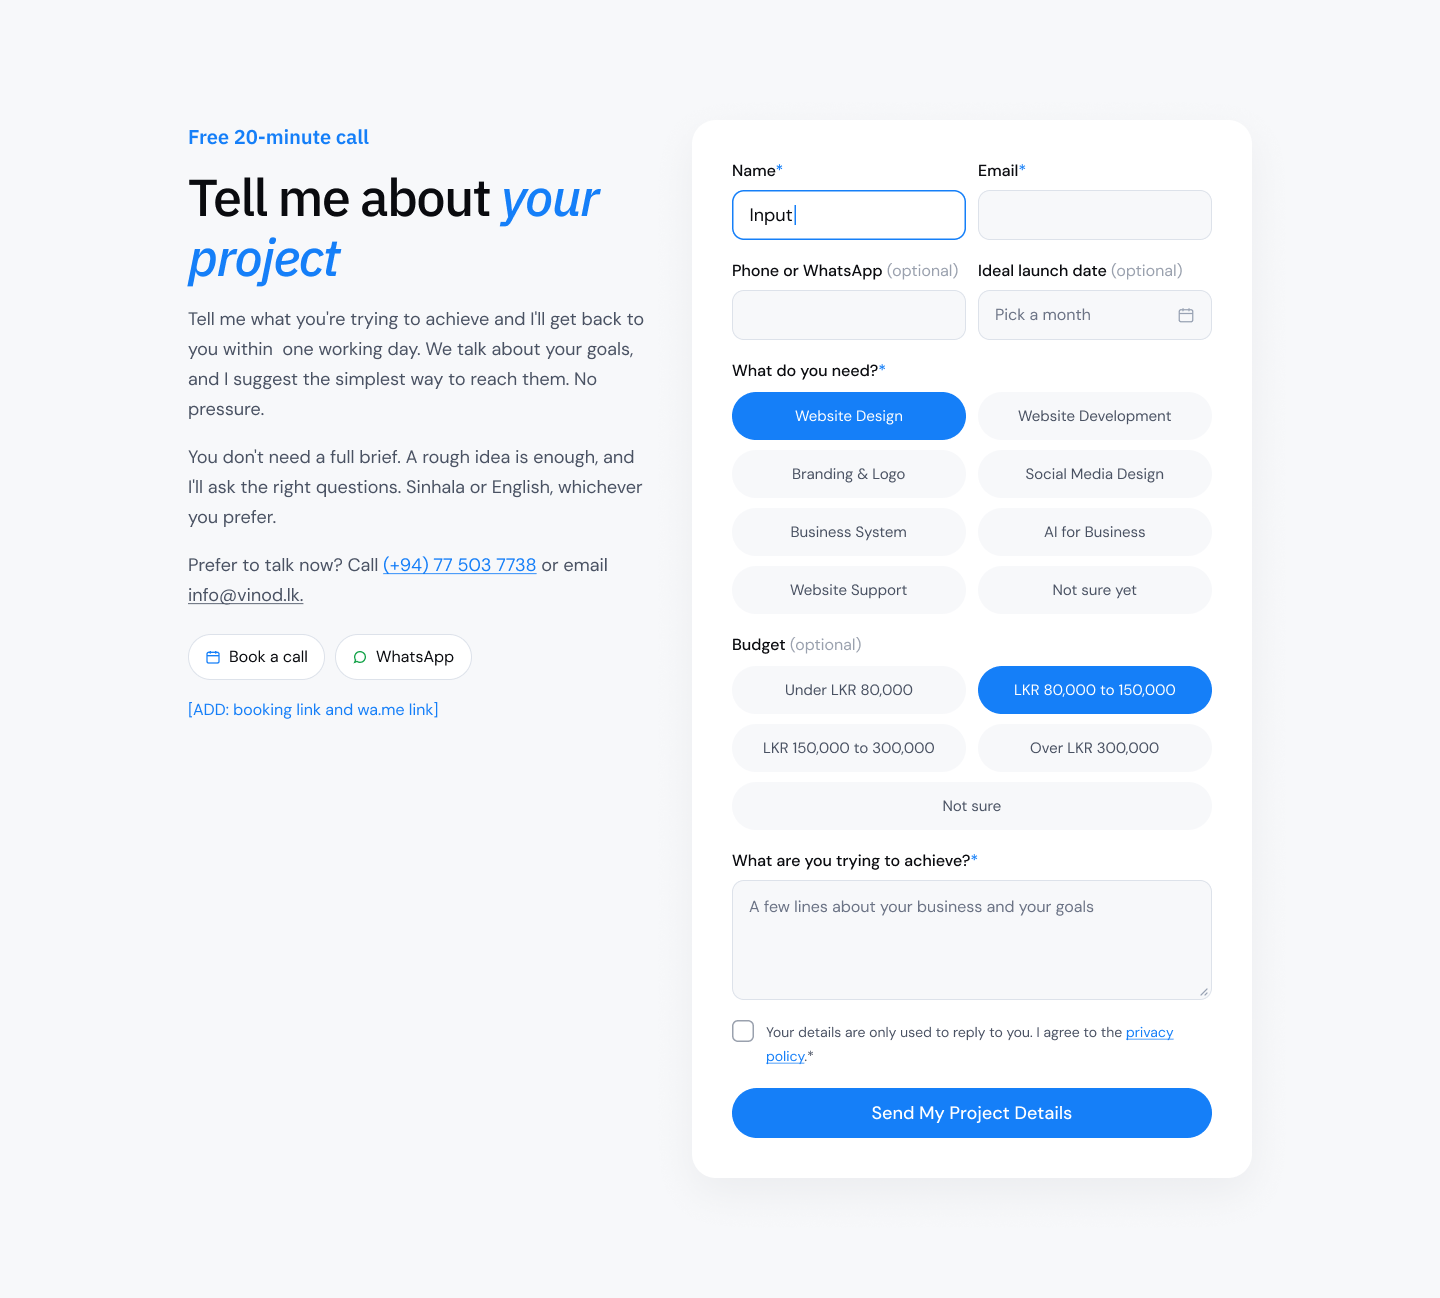 Free 20-minute call
Tell me about your
project
Tell me what you're trying to achieve and I'll get back to
you within  one working day. We talk about your goals,
and I suggest the simplest way to reach them. No
pressure.
You don't need a full brief. A rough idea is enough, and
I'll ask the right questions. Sinhala or English, whichever
you prefer.
Prefer to talk now? Call (+94) 77 503 7738 or email
info@vinod.lk.
Book a call
WhatsApp
[ADD: booking link and wa.me link]
Name*
Email*
Input
Phone or WhatsApp (optional)
Ideal launch date (optional)
Pick a month
What do you need?*
Website Design
Website Development
Branding & Logo
Social Media Design
Business System
AI for Business
Website Support
Not sure yet
Budget (optional)
Under LKR 80,000
LKR 80,000 to 150,000
LKR 150,000 to 300,000
Over LKR 300,000
Not sure
What are you trying to achieve?*
A few lines about your business and your goals
Your details are only used to reply to you. I agree to the privacy
policy.*
Send My Project Details